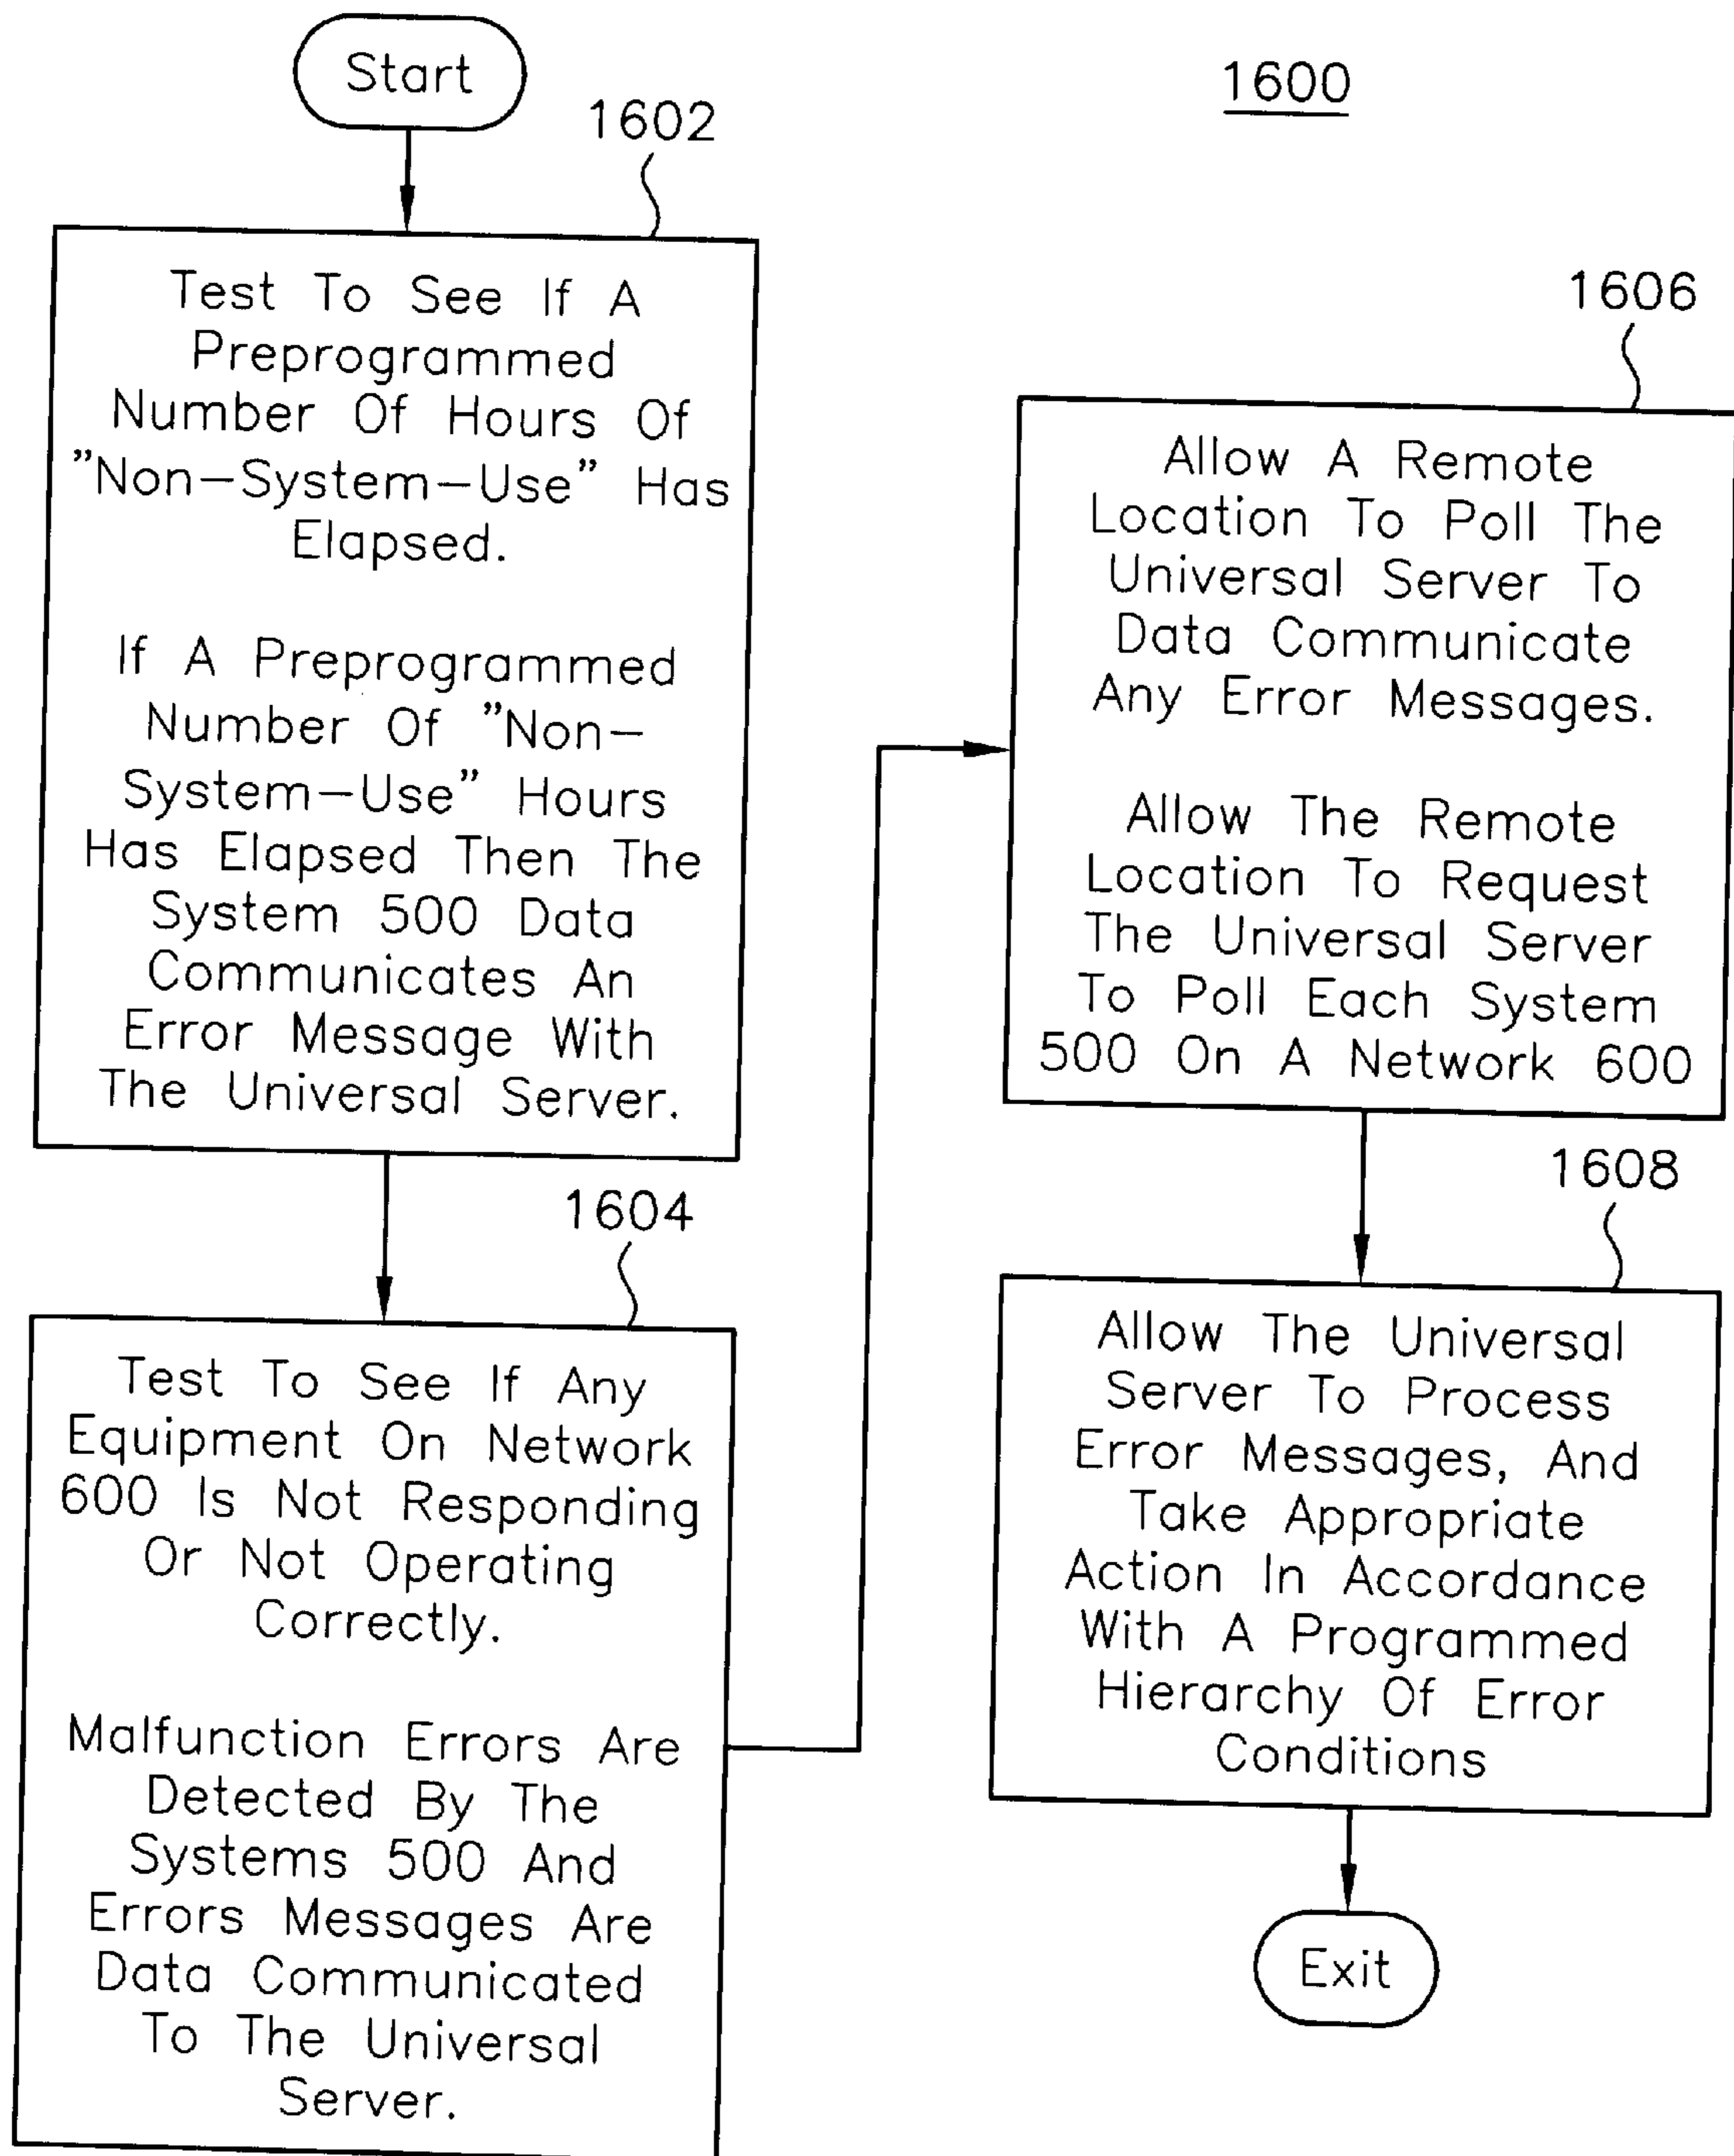 Start
1600
1602
Test To See If A
Preprogrammed
Number Of Hours Of
"Non-System-Use" Has
Elapsed.
If A Preprogrammed
Number Of "Non-
System-Use" Hours
Has Elapsed Then The
System 500 Data
Communicates An
Error Message With
The Universal Server.
1604
Test To See If Any
Equipment On Network
600 Is Not Responding
Or Not Operating
Correctly.
Malfunction Errors Are
Detected By The
Systems 500 And
Errors Messages Are
Data Communicated
To The Universal
Server.
1606
Allow A Remote
Location To Poll The
Universal Server To
Data Communicate
Any Error Messages.
Allow The Remote
Location To Request
The Universal Server
To Poll Each System
500 On A Network 600
1608
Allow The Universal
Server To Process
Error Messages, And
Take Appropriate
Action In Accordance
With A Programmed
Hierarchy Of Error
Conditions
Exit